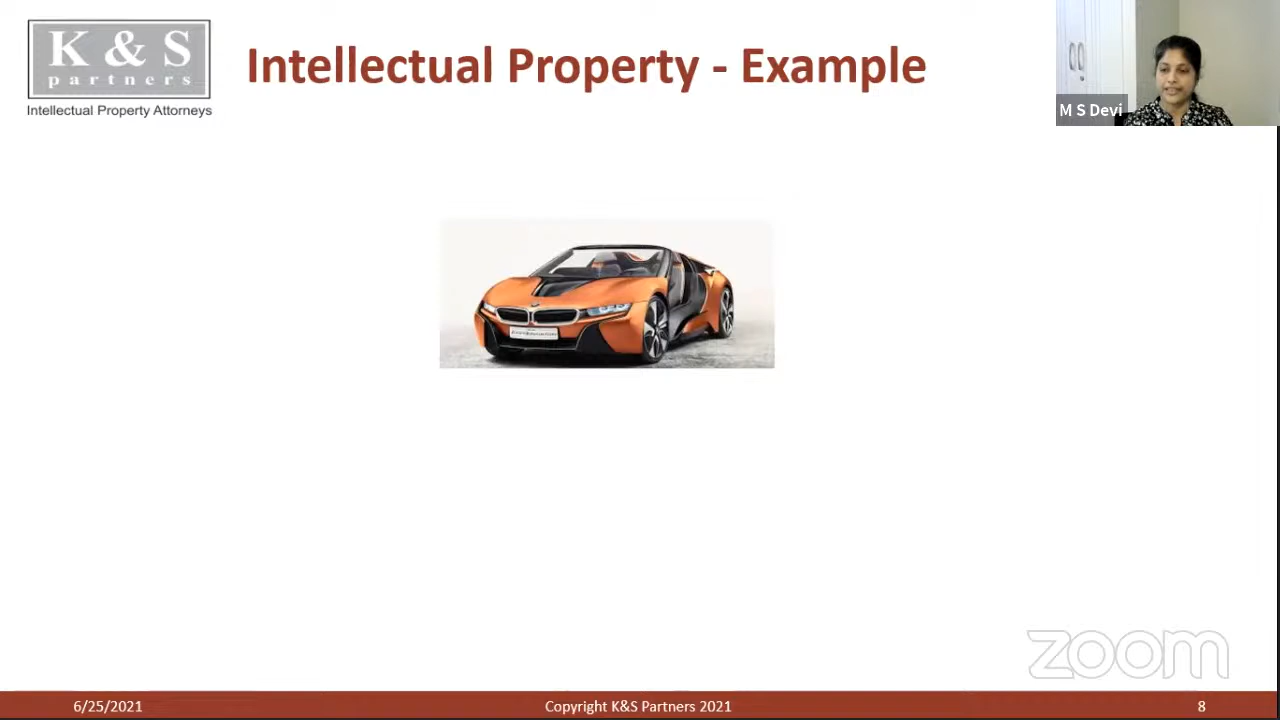 K & S
partners
Intellectual Property Attorneys
Intellectual Property - Example
M S Devi
zoom
6/25/2021
Copyright K&S Partners 2021
8